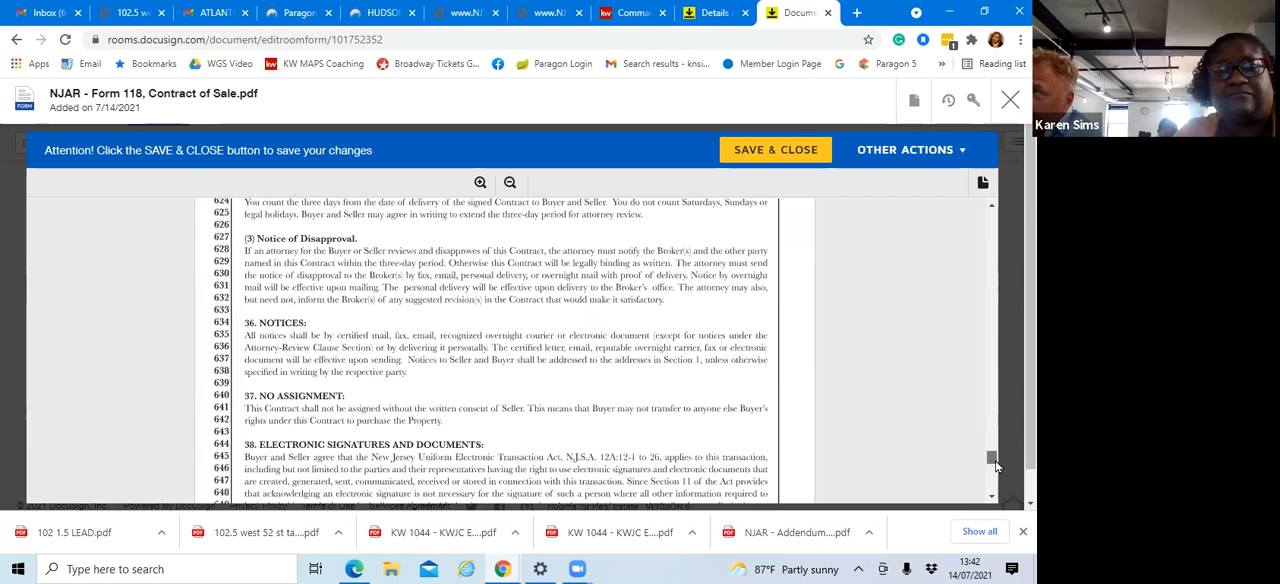 Inbox (6
102.5 we
ATLANT
Paragon
HUDSO
www.NJ
www.NJ
Comma
Details
Docume
rooms.docusign.com/document/editroomform/101752352
1
Apps
Email
Bookmarks
WGS Video
KW MAPS Coaching
Broadway Tickets G...
Paragon Login
Search results - knsi...
Member Login Page
Paragon 5
»
Reading list
NJAR - Form 118, Contract of Sale.pdf
FORM
Added on 7/14/2021
Karen Sims
Attention! Click the SAVE & CLOSE button to save your changes
SAVE & CLOSE
OTHER ACTIONS
624 You count the three days from the date of delivery of the signed Contract to Buyer and Seller. You do not count Saturdays, Sundays or
625 legal holidays. Buyer and Seller may agree in writing to extend the three-day period for attorney review.
626
627 (3) Notice of Disapproval.
628 If an attorney for the Buyer or Seller reviews and disapproves of this Contract, the attorney must notify the Broker(s) and the other party
629 named in this Contract within the three-day period. Otherwise this Contract will be legally binding as written. The attorney must send
630 the notice of disapproval to the Broker(s) by fax, email, personal delivery, or overnight mail with proof of delivery. Notice by overnight
631 mail will be effective upon mailing. The personal delivery will be effective upon delivery to the Broker's office. The attorney may also,
632 but need not, inform the Broker(s) of any suggested revision(s) in the Contract that would make it satisfactory.
633
634 36. NOTICES:
635 All notices shall be by certified mail, fax, email, recognized overnight courier or electronic document (except for notices under the
636 Attorney-Review Clause Section) or by delivering it personally. The certified letter, email, reputable overnight carrier, fax or electronic
637 document will be effective upon sending. Notices to Seller and Buyer shall be addressed to the addresses in Section 1, unless otherwise
638 specified in writing by the respective party.
639
640 37. NO ASSIGNMENT:
641 This Contract shall not be assigned without the written consent of Seller. This means that Buyer may not transfer to anyone else Buyer's
642 rights under this Contract to purchase the Property.
643
644 38. ELECTRONIC SIGNATURES AND DOCUMENTS:
645 Buyer and Seller agree that the New Jersey Uniform Electronic Transaction Act, N.J.S.A. 12A:12-1 to 26, applies to this transaction,
646 including but not limited to the parties and their representatives having the right to use electronic signatures and electronic documents that
647 are created, generated, sent, communicated, received or stored in connection with this transaction. Since Section 11 of the Act provides
648 that acknowledging an electronic signature is not necessary for the signature of such a person where all other information required to
102 1.5 LEAD.pdf
102.5 west 52 st ta....pdf
KW 1044 - KWJC E....pdf
KW 1044 - KWJC E....pdf
NJAR - Addendum....pdf
Show all
Type here to search
87°F Partly sunny
13:42
14/07/2021